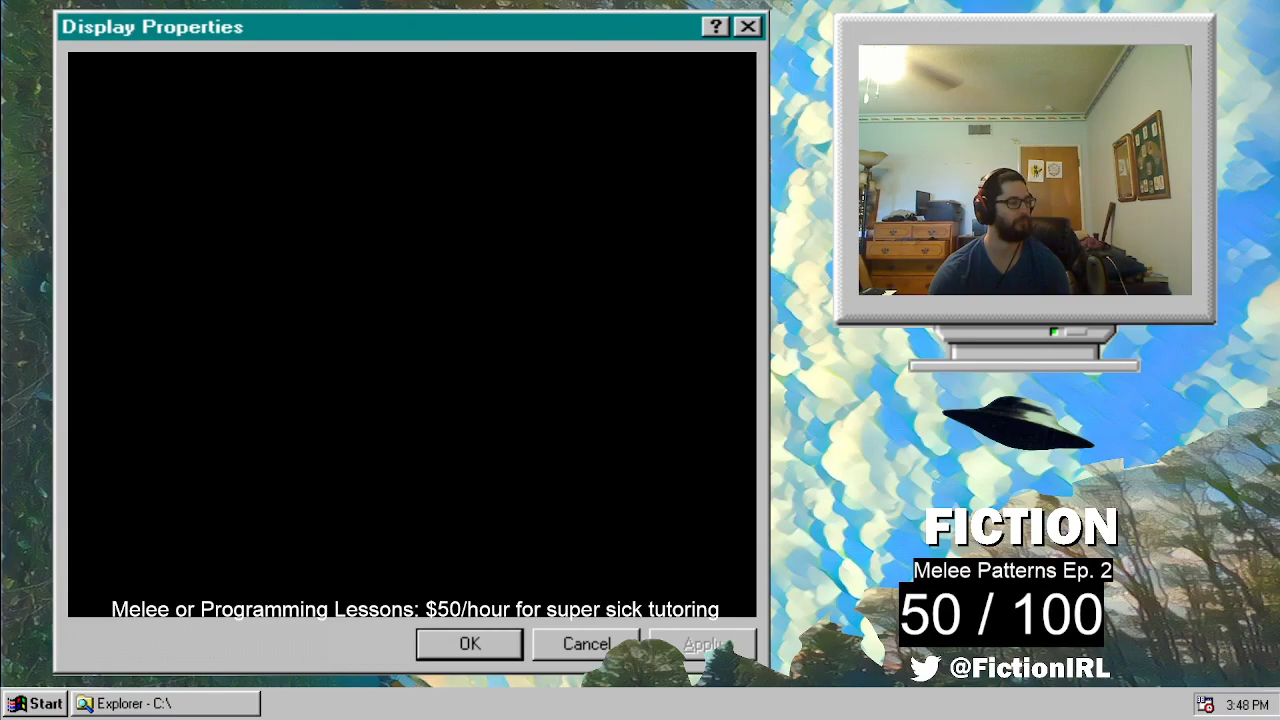 Display Properties
Melee or Programming Lessons: $50/hour for super sick tutoring
OK
Cancel
Apply
FICTION
Melee Patterns Ep. 2
50 / 100
@FictionIRL
Start
Explorer - C:\
3:48 PM